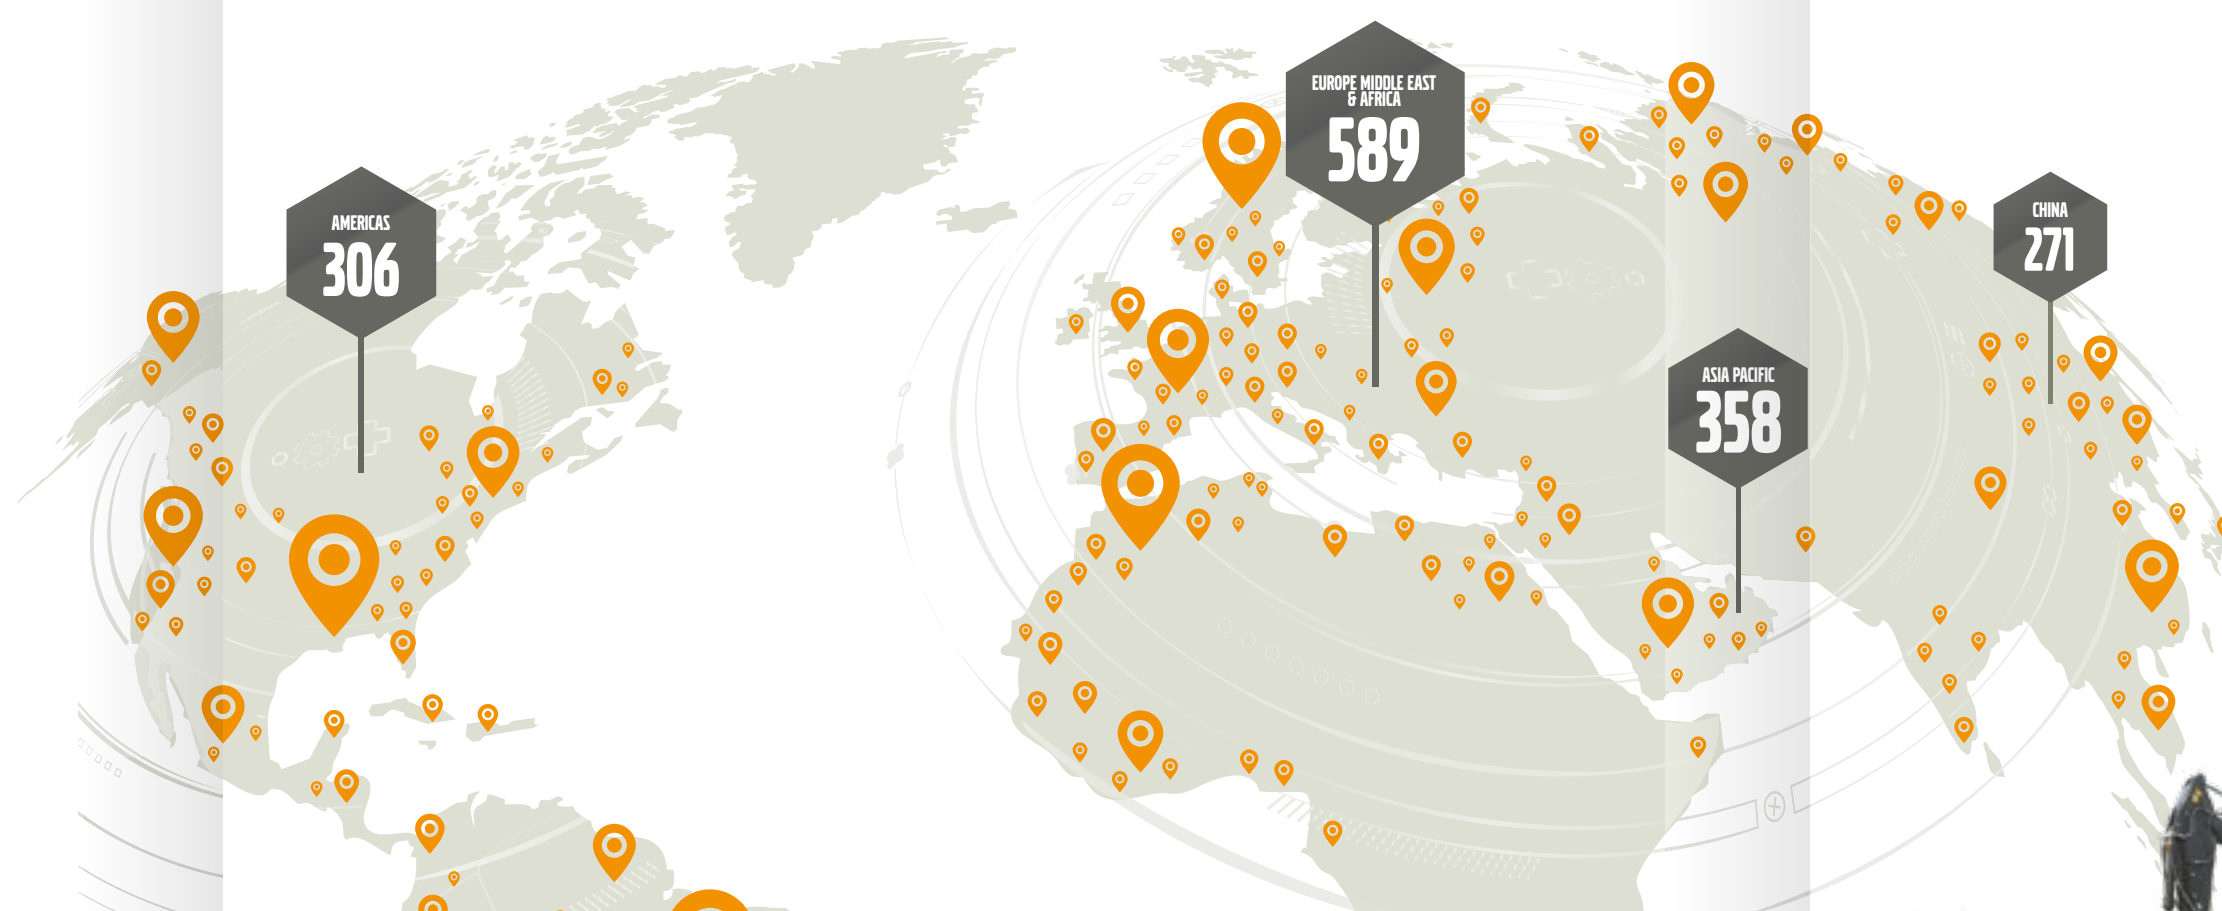 EUROPE MIDDLE EAST
& AFRICA
589
AMERICAS
306
CHINA
271
ASIA PACIFIC
358